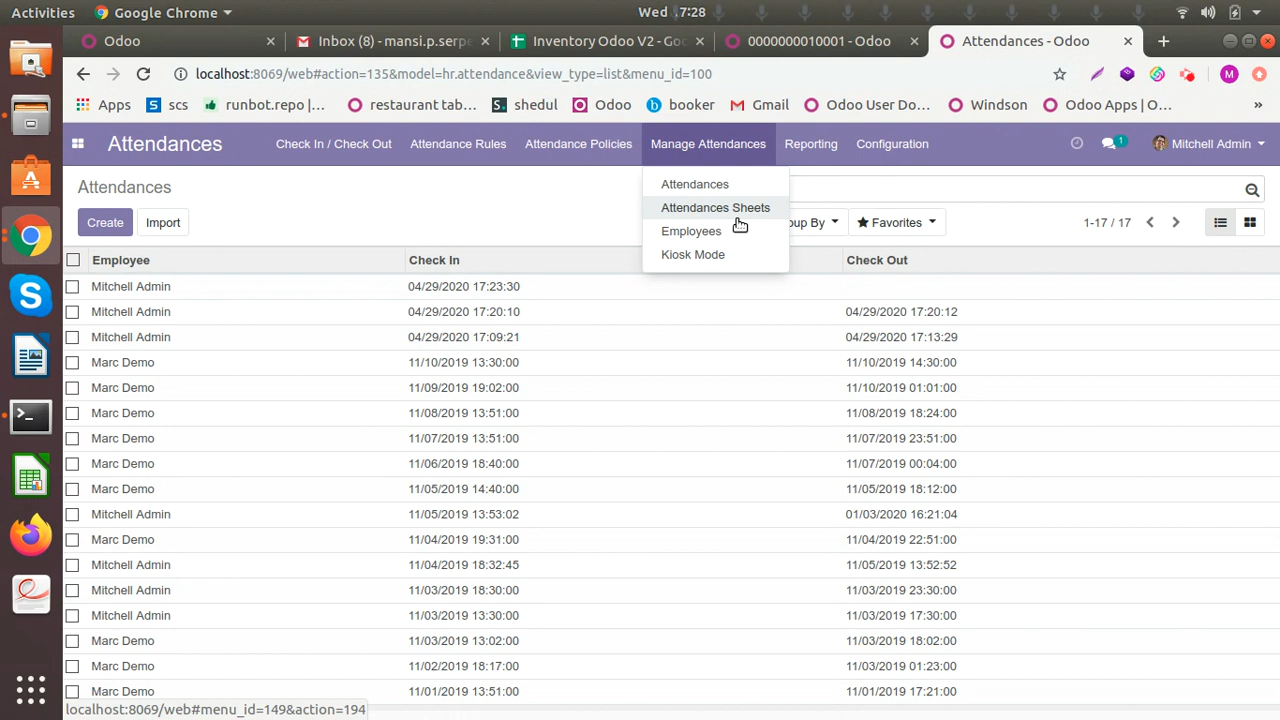 Activities Google Chrome Wed 17:28
Odoo Inbox (8) - mansi.p.serpe Inventory Odoo V2 - Goo 0000000010001 - Odoo Attendances - Odoo
localhost:8069/web#action=135&model=hr.attendance&view_type=list&menu_id=100 M
Apps S scs runbot.repo |... restaurant tab... S. shedul Odoo b booker Gmail Odoo User Do... Windson Odoo Apps | O... »
Attendances Check In / Check Out Attendance Rules Attendance Policies Manage Attendances Reporting Configuration 1 Mitchell Admin
Attendances
Attendances
Attendances Sheets
Employees
Kiosk Mode
Create Import oup By Favorites 1-17 / 17
Employee Check In Check Out
Mitchell Admin 04/29/2020 17:23:30
Mitchell Admin 04/29/2020 17:20:10 04/29/2020 17:20:12
Mitchell Admin 04/29/2020 17:09:21 04/29/2020 17:13:29
Marc Demo 11/10/2019 13:30:00 11/10/2019 14:30:00
Marc Demo 11/09/2019 19:02:00 11/10/2019 01:01:00
Marc Demo 11/08/2019 13:51:00 11/08/2019 18:24:00
Marc Demo 11/07/2019 13:51:00 11/07/2019 23:51:00
Marc Demo 11/06/2019 18:40:00 11/07/2019 00:04:00
Marc Demo 11/05/2019 14:40:00 11/05/2019 18:12:00
Mitchell Admin 11/05/2019 13:53:02 01/03/2020 16:21:04
Marc Demo 11/04/2019 19:31:00 11/04/2019 22:51:00
Mitchell Admin 11/04/2019 18:32:45 11/05/2019 13:52:52
Mitchell Admin 11/03/2019 18:30:00 11/03/2019 23:30:00
Mitchell Admin 11/03/2019 13:30:00 11/03/2019 17:30:00
Marc Demo 11/03/2019 13:02:00 11/03/2019 18:02:00
Marc Demo 11/02/2019 18:17:00 11/03/2019 01:23:00
Marc Demo 11/01/2019 13:51:00 11/01/2019 17:21:00
localhost:8069/web#menu_id=149&action=194